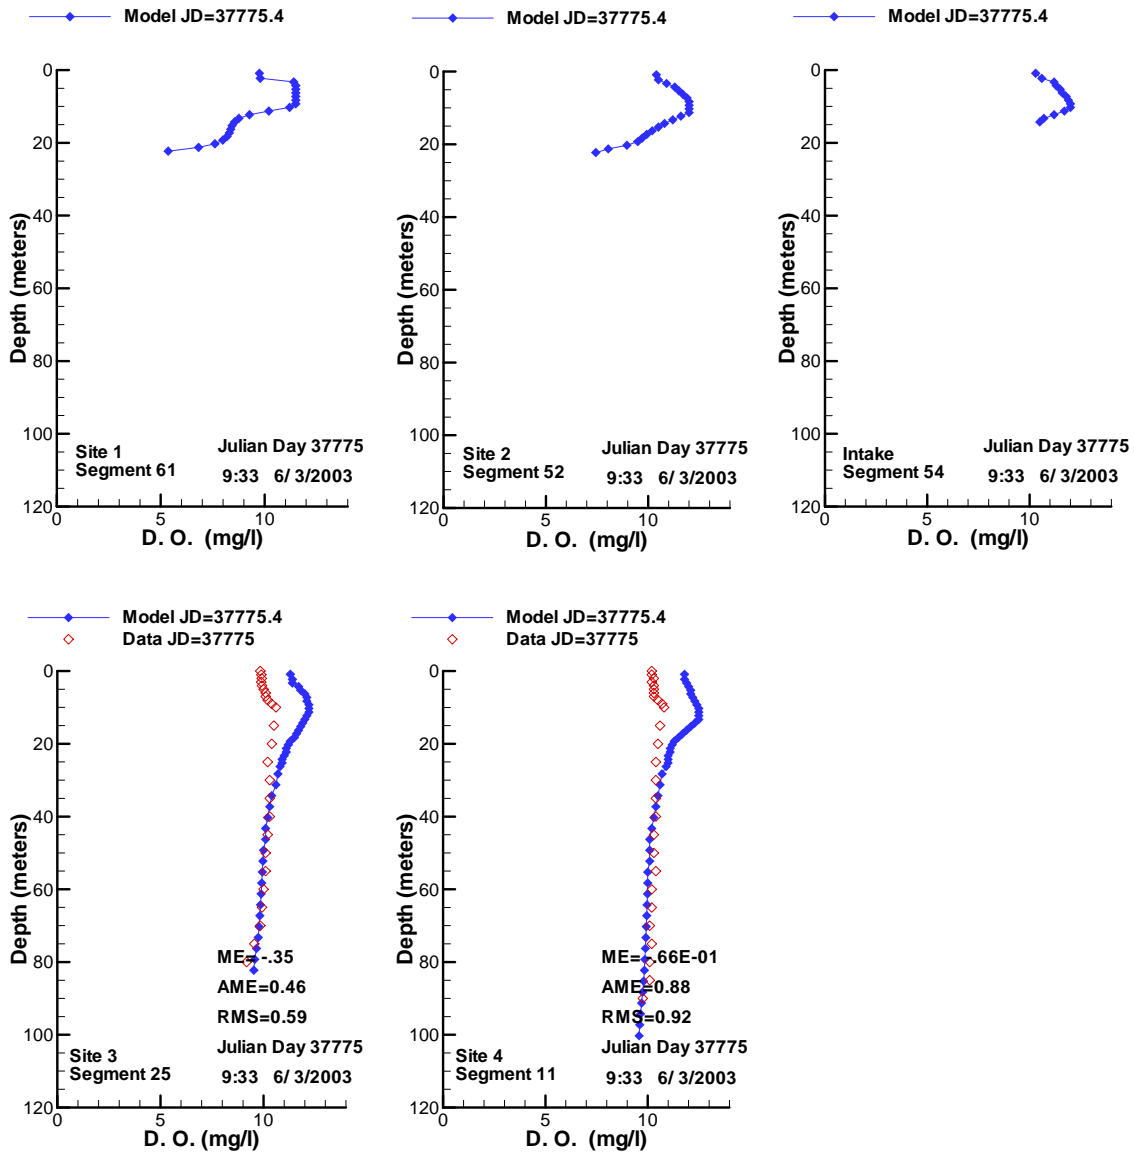 Model JD=37775.4
0
20
40
60
80
100
120
Depth (meters)
Site 1
Segment 61
Julian Day 37775
9:33 6/ 3/2003
0 5 10
D. O. (mg/l)
Model JD=37775.4
0
20
40
60
80
100
120
Depth (meters)
Site 2
Segment 52
Julian Day 37775
9:33 6/ 3/2003
0 5 10
D. O. (mg/l)
Model JD=37775.4
0
20
40
60
80
100
120
Depth (meters)
Intake
Segment 54
Julian Day 37775
9:33 6/ 3/2003
0 5 10
D. O. (mg/l)
Model JD=37775.4
Data JD=37775
0
20
40
60
80
100
120
Depth (meters)
ME=-.35
AME=0.46
RMS=0.59
Site 3
Segment 25
Julian Day 37775
9:33 6/ 3/2003
0 5 10
D. O. (mg/l)
Model JD=37775.4
Data JD=37775
0
20
40
60
80
100
120
Depth (meters)
ME=-.66E-01
AME=0.88
RMS=0.92
Site 4
Segment 11
Julian Day 37775
9:33 6/ 3/2003
0 5 10
D. O. (mg/l)